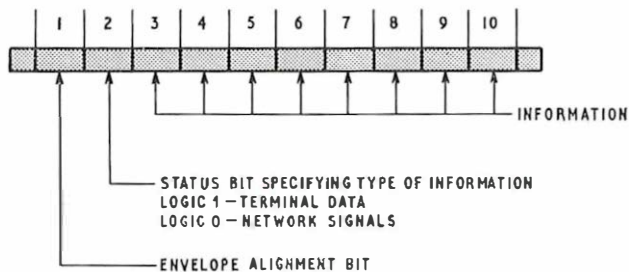 1 2 3 4 5 6 7 8 9 10
INFORMATION
STATUS BIT SPECIFYING TYPE OF INFORMATION
LOGIC 1—TERMINAL DATA
LOGIC 0—NETWORK SIGNALS
ENVELOPE ALIGNMENT BIT